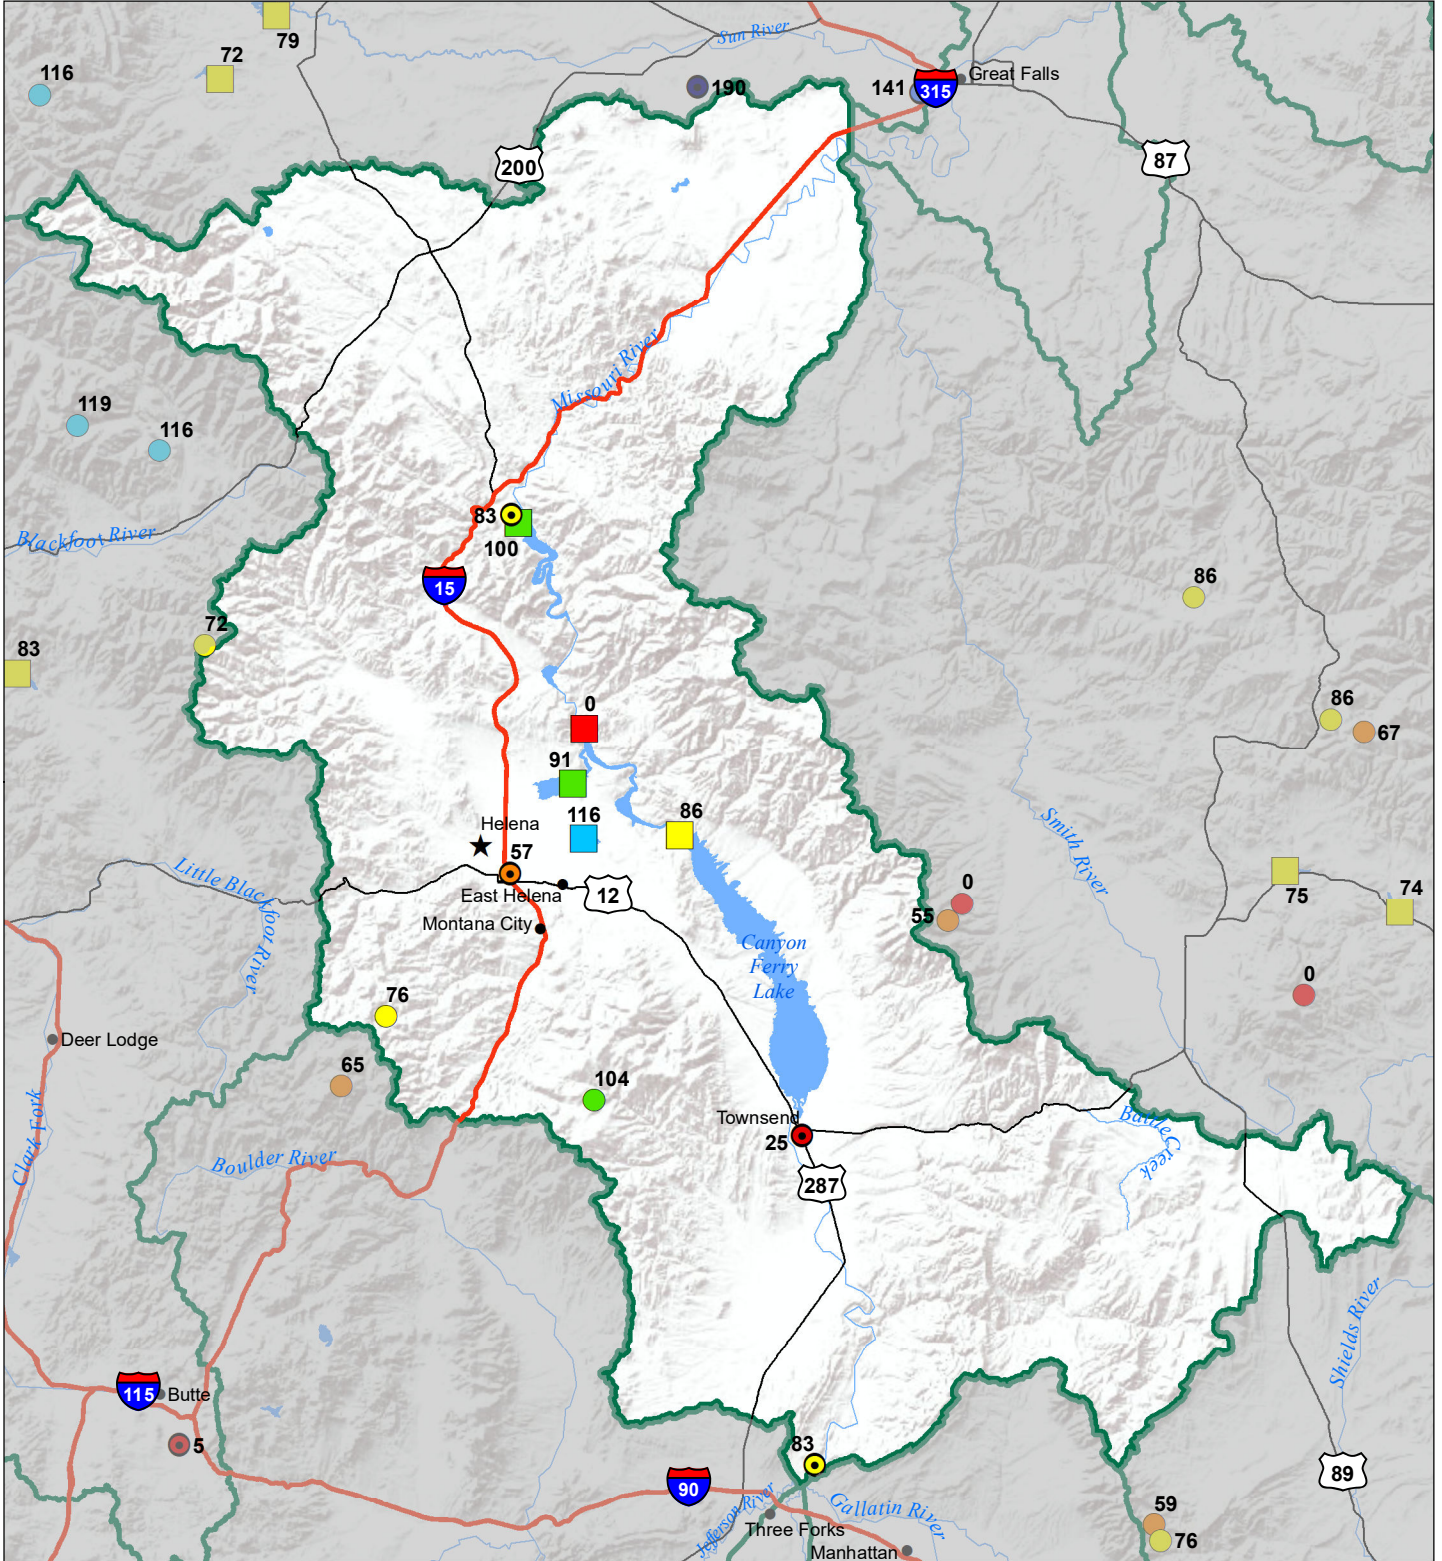 79
72
116
Sun River
190
141
315
Great Falls
200
87
Missouri River
119
116
83
100
Blackfoot River
15
86
72
83
0
86
67
91
116
86
Helena
57
Smith River
Little Blackfoot River
East Helena
12
75
74
0
55
Montana City
Canyon
Ferry
Lake
0
76
Deer Lodge
65
104
Townsend
25
Battle Creek
Clark Fork
Boulder River
287
Shields River
115
Butte
5
83
90
89
Jefferson River
Gallatin River
Three Forks
Manhattan
59
76